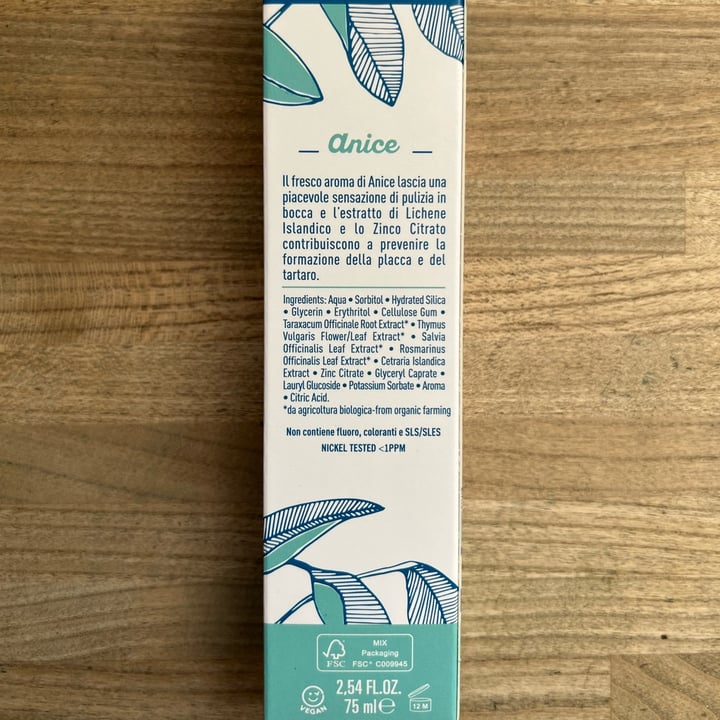 Anice
Il fresco aroma di Anice lascia una
piacevole sensazione di pulizia in
bocca e l'estratto di Lichene
Islandico e lo Zinco Citrato
contribuiscono a prevenire la
formazione della placca e del
tartaro.
Ingredients: Aqua • Sorbitol • Hydrated Silica
• Glycerin • Erythritol • Cellulose Gum •
Taraxacum Officinale Root Extract* • Thymus
Vulgaris Flower/Leaf Extract* • Salvia
Officinalis Leaf Extract* • Rosmarinus
Officinalis Leaf Extract* • Cetraria Islandica
Extract • Zinc Citrate • Glyceryl Caprate •
Lauryl Glucoside • Potassium Sorbate • Aroma
• Citric Acid.
*da agricoltura biologica-from organic farming
Non contiene fluoro, coloranti e SLS/SLES
NICKEL TESTED <1PPM
FSC
MIX
Packaging
FSC® C009945
VEGAN
2,54 FL.OZ.
75 ml ℮
12 M